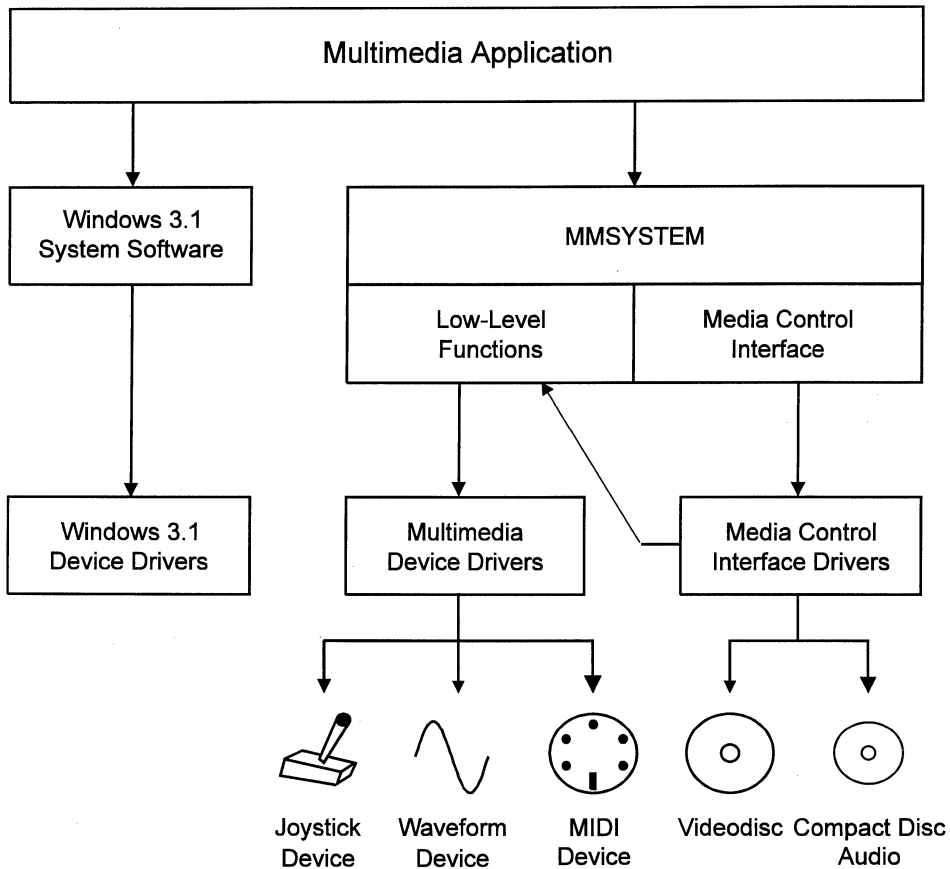 Multimedia Application
Windows 3.1
System Software
MMSYSTEM
Low-Level
Functions
Media Control
Interface
Windows 3.1
Device Drivers
Multimedia
Device Drivers
Media Control
Interface Drivers
Joystick
Device
Waveform
Device
MIDI
Device
Videodisc
Compact Disc
Audio